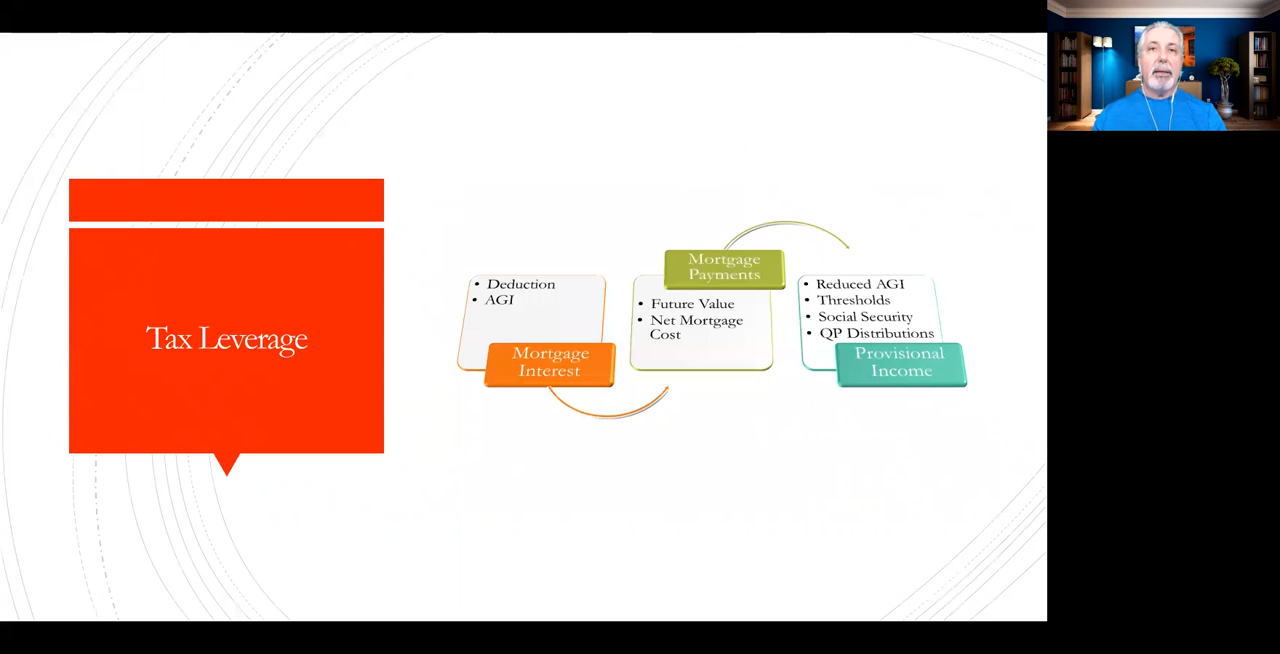 Tax Leverage
• Deduction
• AGI
Mortgage
Interest
Mortgage
Payments
• Future Value
• Net Mortgage
Cost
• Reduced AGI
• Thresholds
• Social Security
• QP Distributions
Provisional
Income